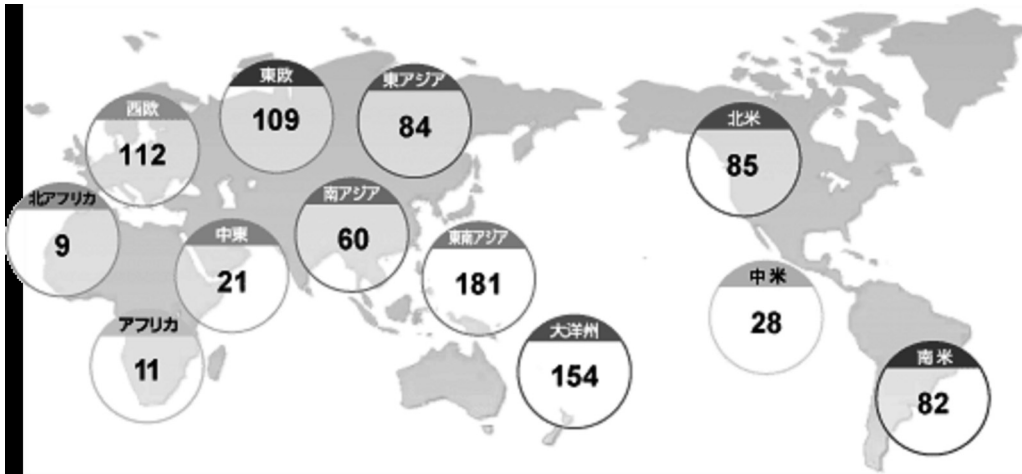 東欧
109
東アジア
84
西欧
112
北米
85
北アフリカ
9
中東
21
南アジア
60
東南アジア
181
中米
28
アフリカ
11
大洋州
154
南米
82